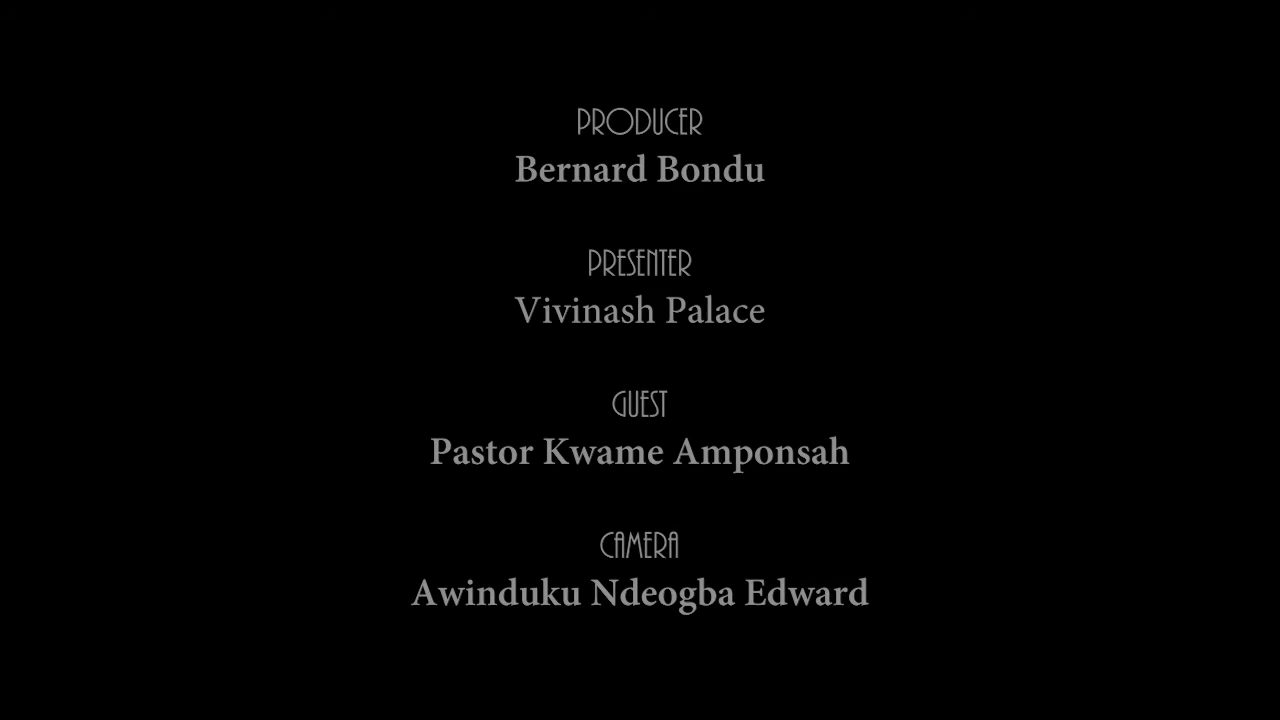 PRODUCER
Bernard Bondu
PRESENTER
Vivinash Palace
GUEST
Pastor Kwame Amponsah
CAMERA
Awinduku Ndeogba Edward